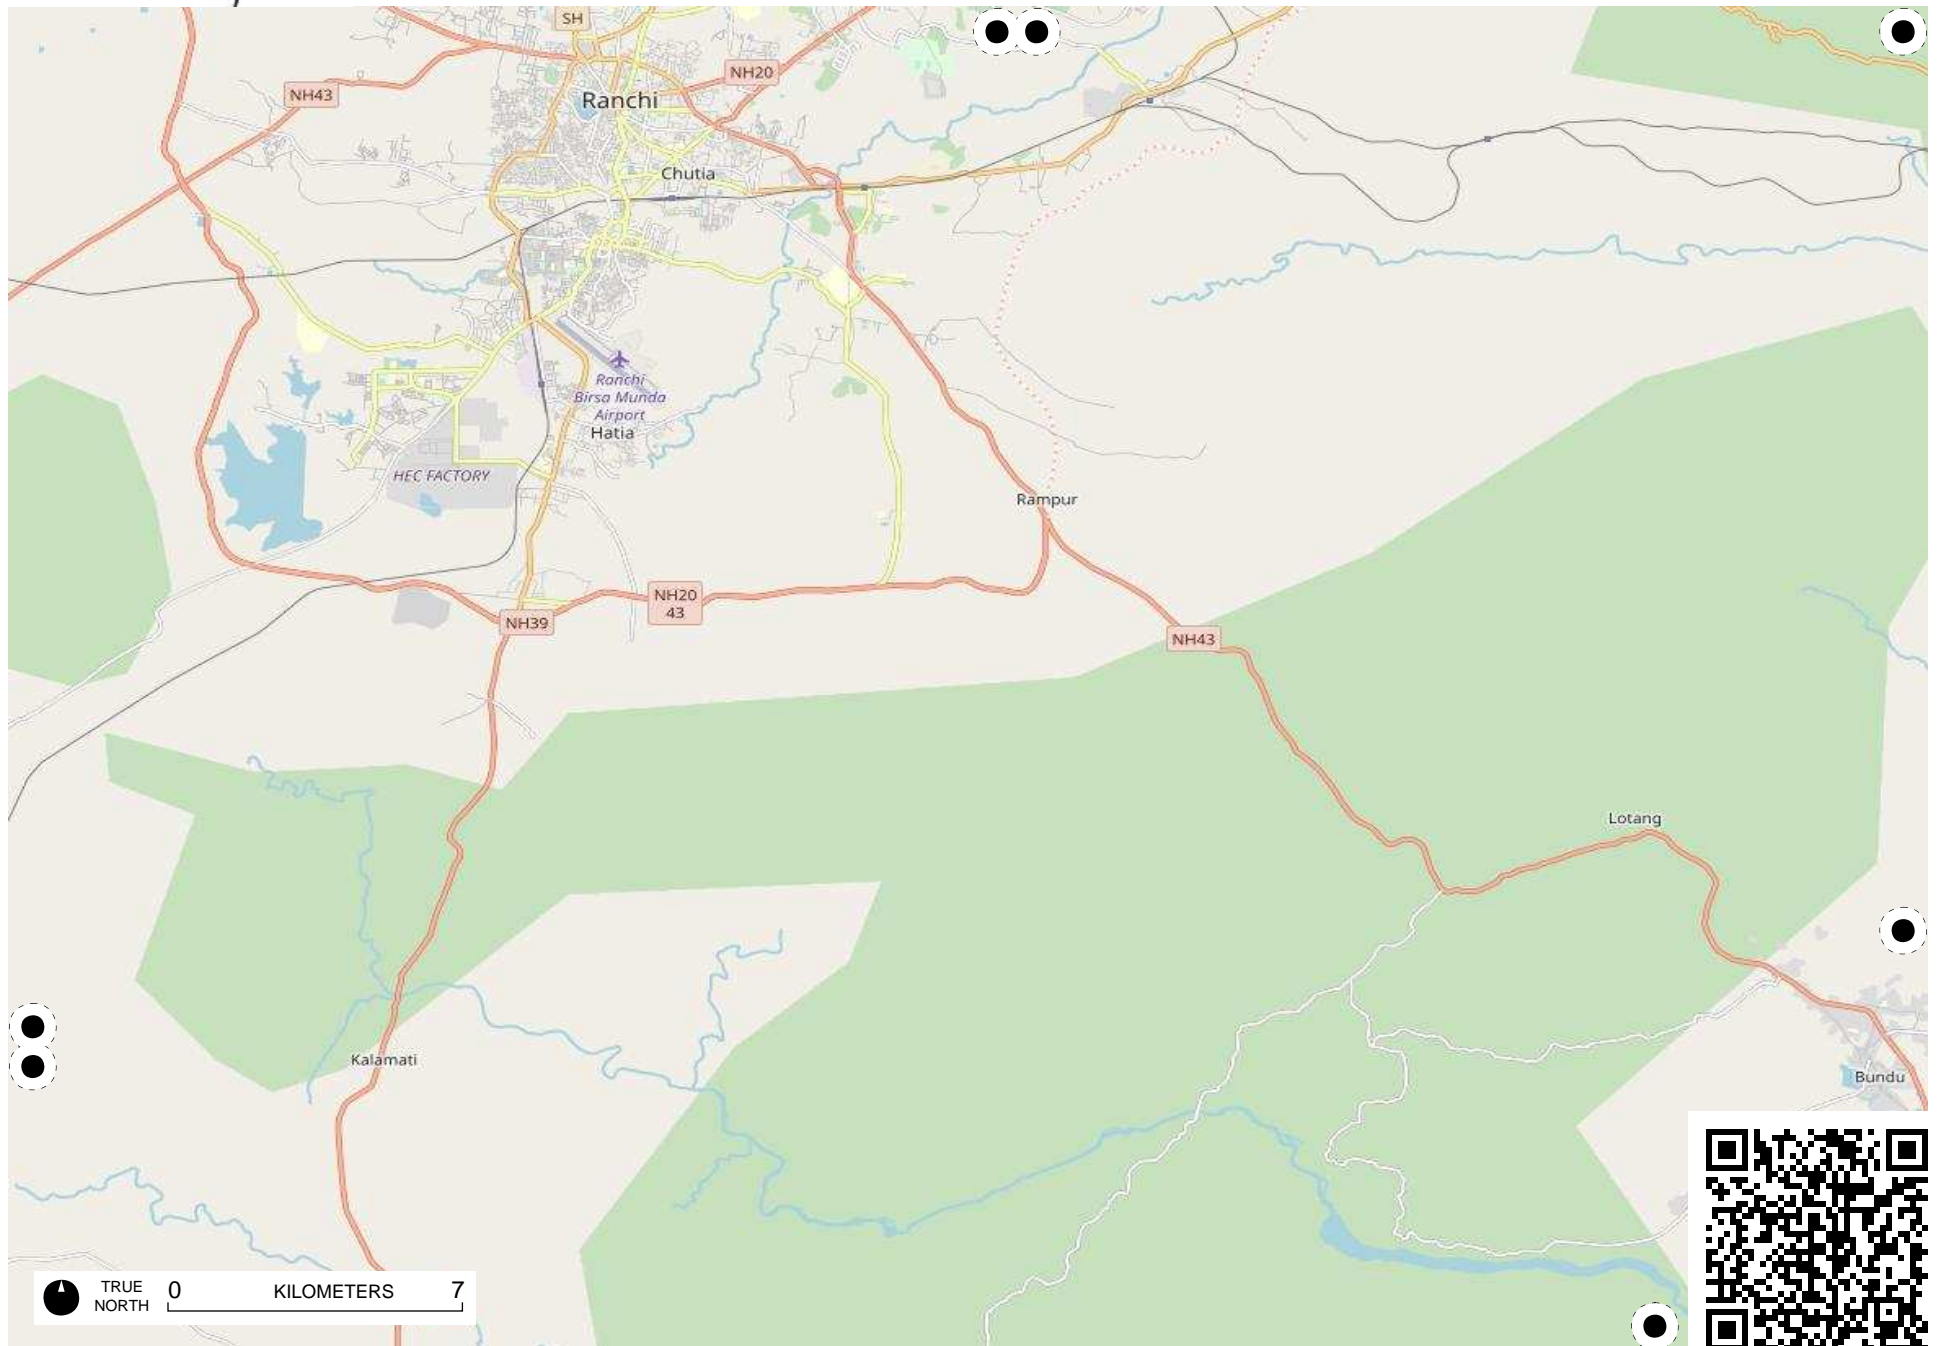 SH
NH20
NH43
Ranchi
Chutia
Ranchi
Birsa Munda
Airport
Hatia
HEC FACTORY
Rampur
NH20
43
NH39
NH43
Lotang
Kalamati
Bundu
TRUE
NORTH
0 KILOMETERS 7